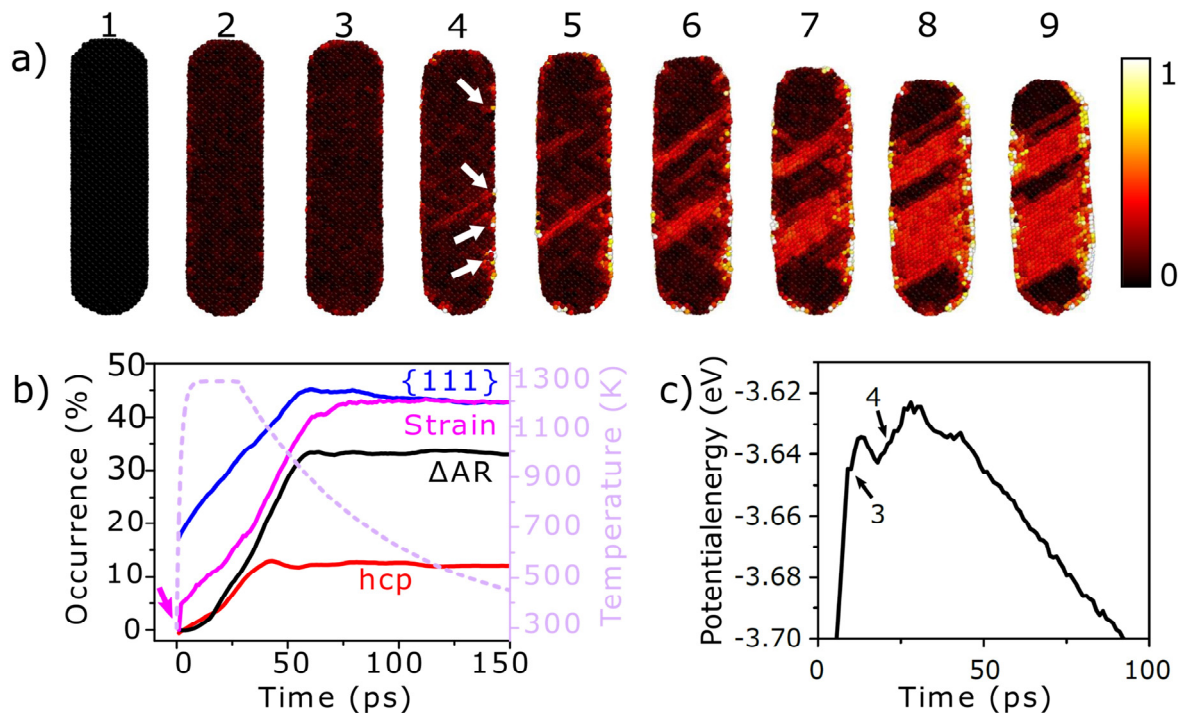 1 2 3 4 5 6 7 8 9
a)
1
0
b)
50
40
30
20
10
0
Occurrence (%)
{111}
Strain
ΔAR
hcp
1300
1100
900
700
500
300
Temperature (K)
0 50 100 150
Time (ps)
c)
-3.62
-3.64
-3.66
-3.68
-3.70
Potentialenergy (eV)
4
3
0 50 100
Time (ps)